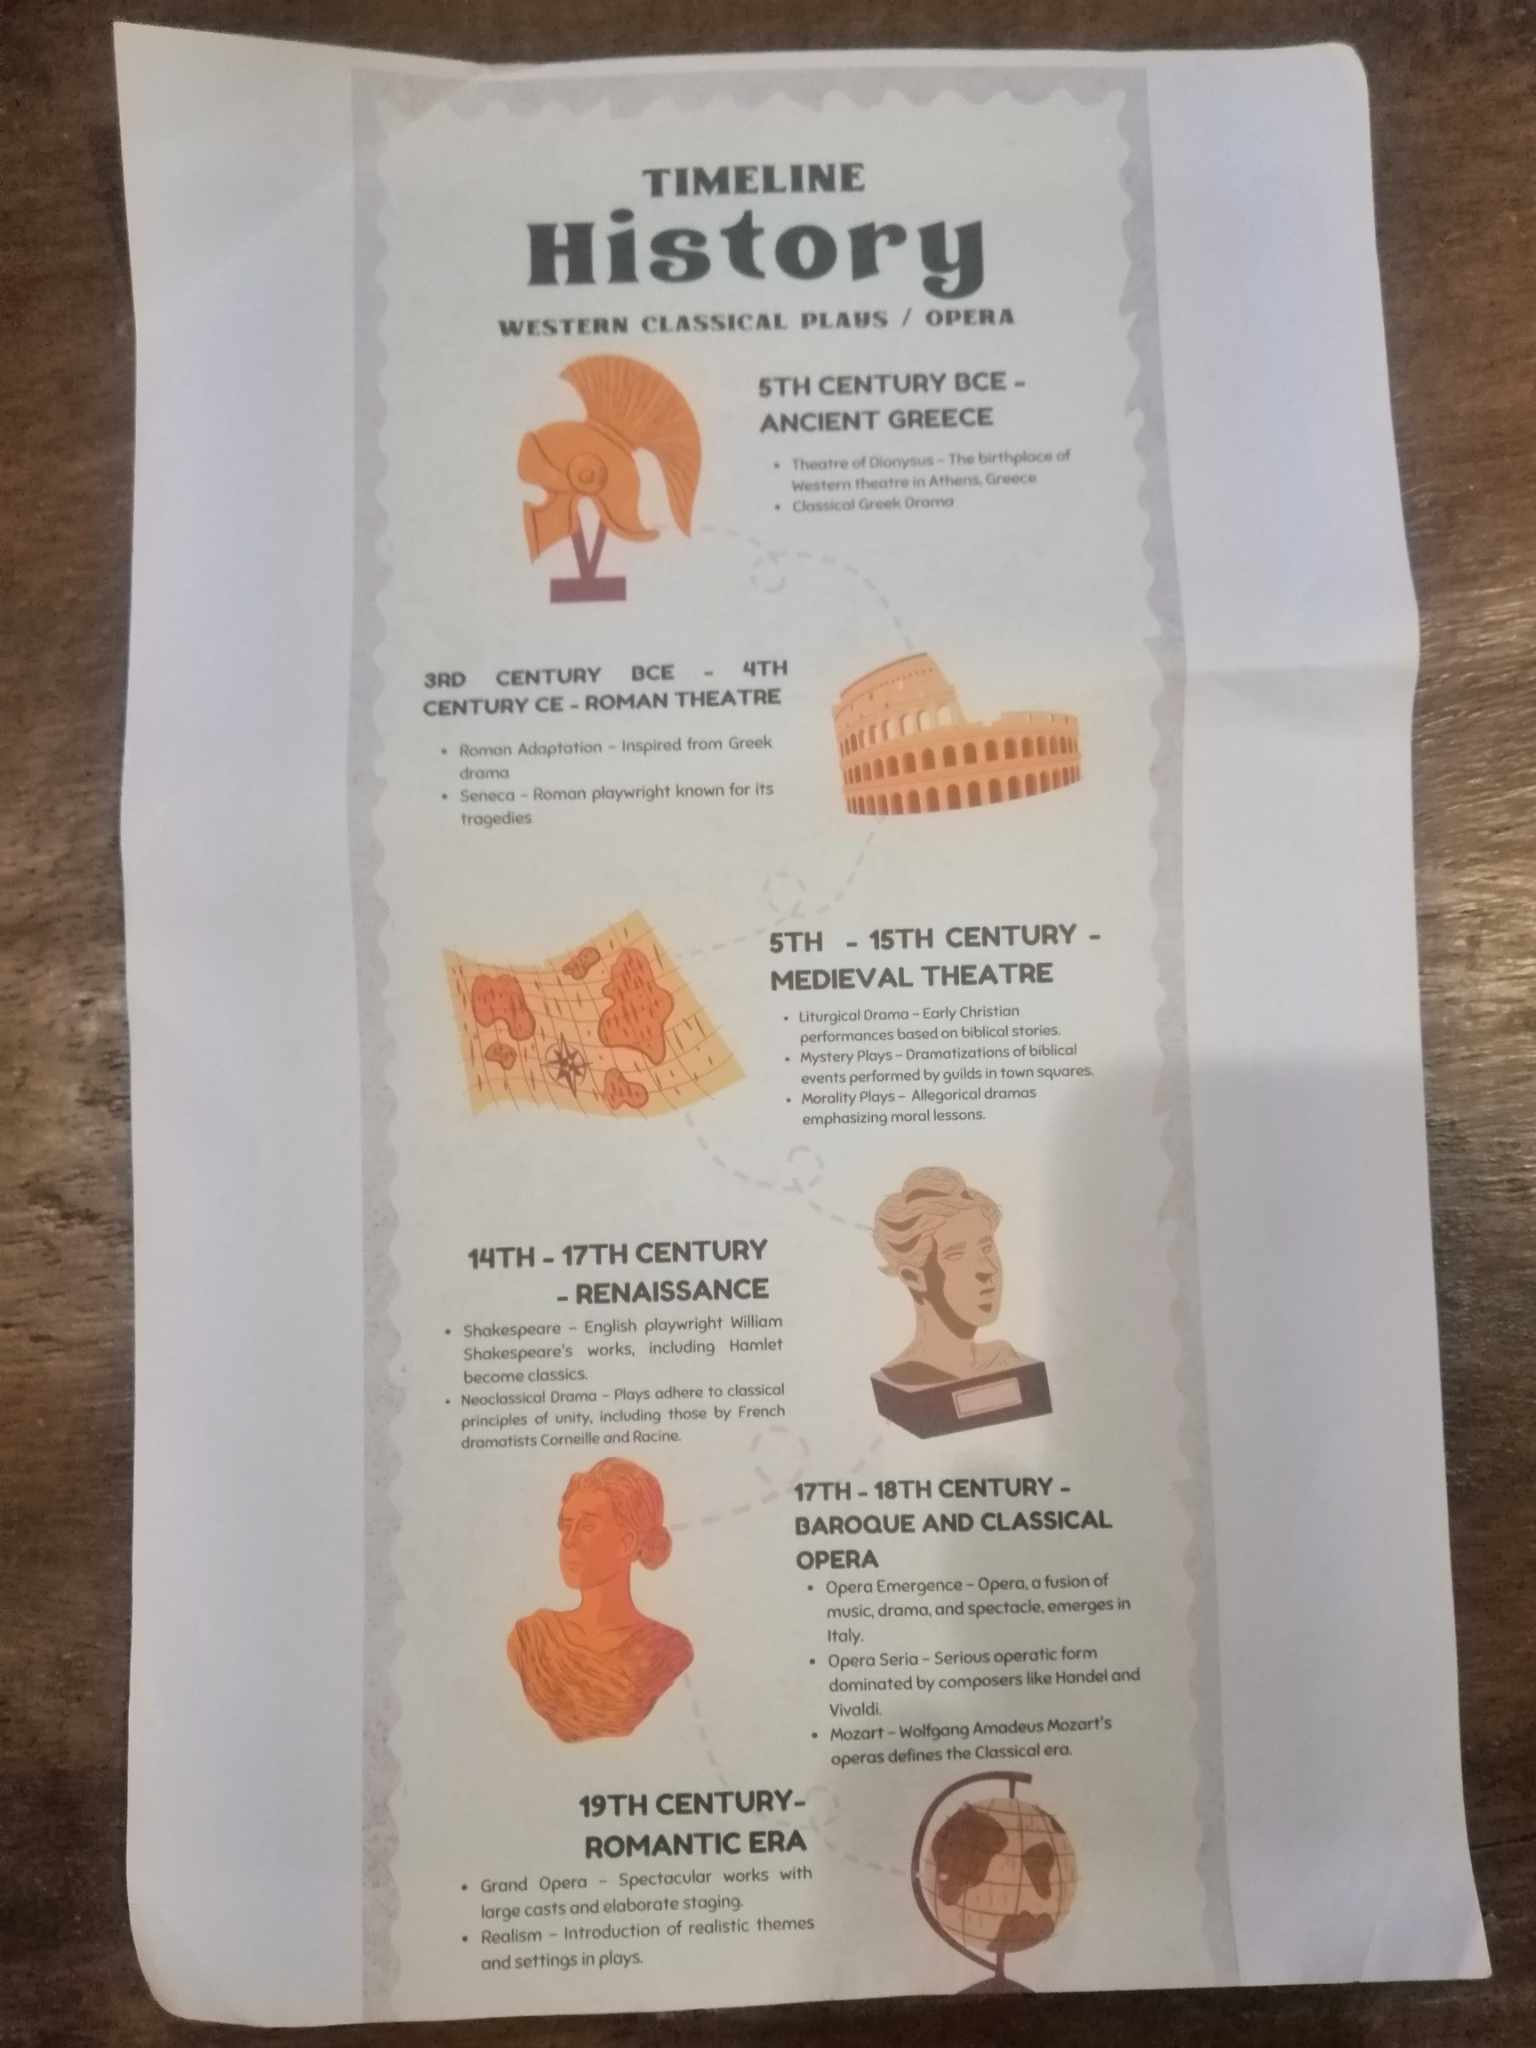 TIMELINE
History
WESTERN CLASSICAL PLAYS / OPERA
5TH CENTURY BCE -
ANCIENT GREECE
• Theatre of Dionysus - The birthplace of
Western theatre in Athens, Greece
• Classical Greek Drama
3RD CENTURY BCE - 4TH
CENTURY CE - ROMAN THEATRE
• Roman Adaptation - Inspired from Greek
drama
• Seneca - Roman playwright known for its
tragedies
5TH - 15TH CENTURY -
MEDIEVAL THEATRE
• Liturgical Drama - Early Christian
performances based on biblical stories.
• Mystery Plays - Dramatizations of biblical
events performed by guilds in town squares.
• Morality Plays - Allegorical dramas
emphasizing moral lessons.
14TH - 17TH CENTURY
- RENAISSANCE
• Shakespeare - English playwright William
Shakespeare's works, including Hamlet
become classics.
• Neoclassical Drama - Plays adhere to classical
principles of unity, including those by French
dramatists Corneille and Racine.
17TH - 18TH CENTURY -
BAROQUE AND CLASSICAL
OPERA
• Opera Emergence - Opera, a fusion of
music, drama, and spectacle, emerges in
Italy.
• Opera Seria - Serious operatic form
dominated by composers like Handel and
Vivaldi.
• Mozart - Wolfgang Amadeus Mozart's
operas defines the Classical era.
19TH CENTURY-
ROMANTIC ERA
• Grand Opera - Spectacular works with
large casts and elaborate staging.
• Realism - Introduction of realistic themes
and settings in plays.